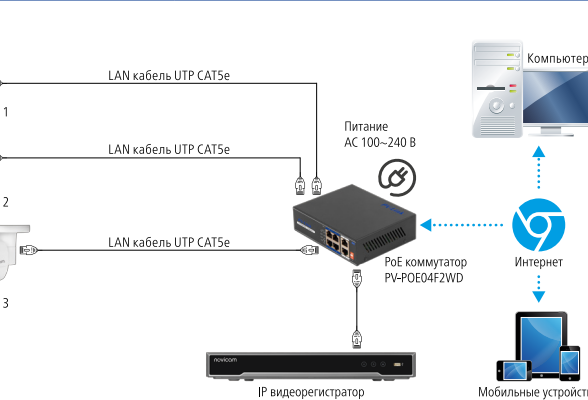 LAN кабель UTP CAT5e
Компьютер
1
Питание
AC 100~240 В
LAN кабель UTP CAT5e
2
LAN кабель UTP CAT5e
PoE коммутатор
PV-POE04F2WD
Интернет
3
novicam
IP видеорегистратор
Мобильные устройст